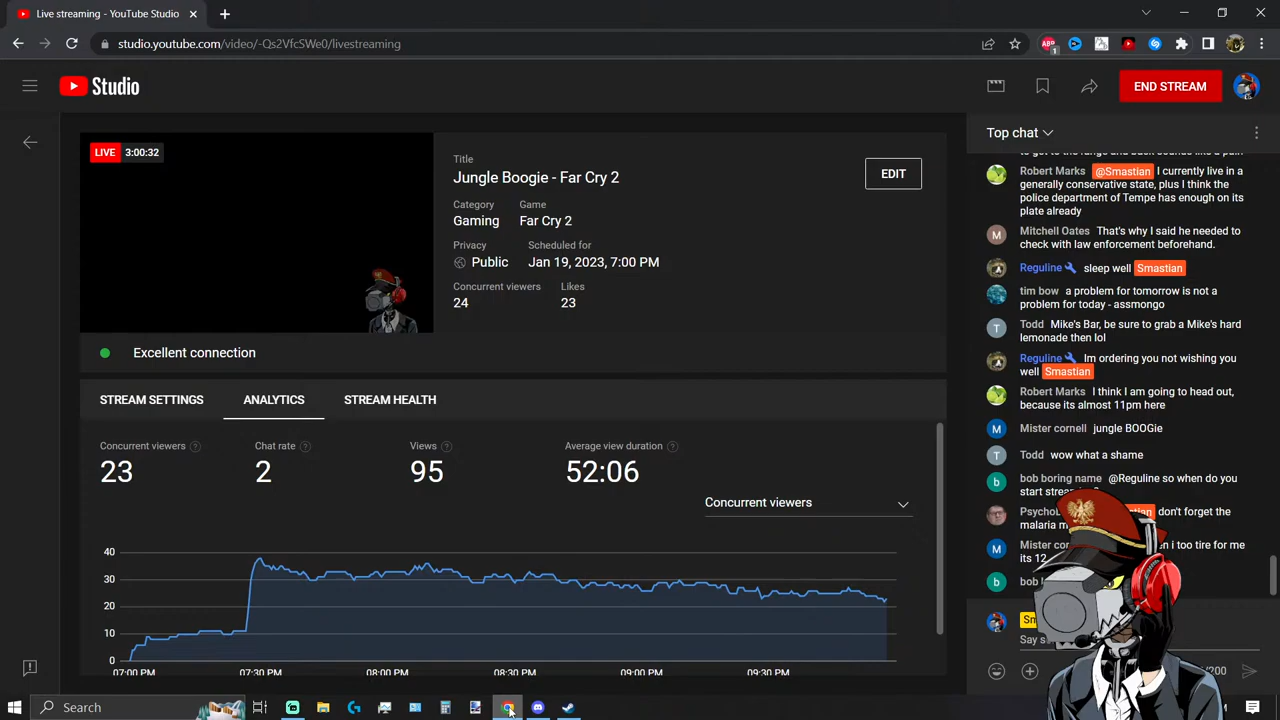 Live streaming - YouTube Studio
studio.youtube.com/video/-Qs2VfcSWe0/livestreaming
ABP
1
Studio
END STREAM
LIVE 3:00:32
Title
Jungle Boogie - Far Cry 2
EDIT
Category Game
Gaming Far Cry 2
Privacy Scheduled for
Public Jan 19, 2023, 7:00 PM
Concurrent viewers Likes
24 23
Excellent connection
STREAM SETTINGS ANALYTICS STREAM HEALTH
Concurrent viewers Chat rate Views Average view duration
23 2 95 52:06
Concurrent viewers
40
30
20
10
0
07:00 PM 07:30 PM 08:00 PM 08:30 PM 09:00 PM 09:30 PM
Top chat
Robert Marks @Smastian I currently live in a
generally conservative state, plus I think the
police department of Tempe has enough on its
plate already
M Mitchell Oates That's why I said he needed to
check with law enforcement beforehand.
Reguline sleep well Smastian
tim bow a problem for tomorrow is not a
problem for today - assmongo
T Todd Mike's Bar, be sure to grab a Mike's hard
lemonade then lol
Reguline Im ordering you not wishing you
well Smastian
Robert Marks I think I am going to head out,
because its almost 11pm here
M Mister cornell jungle BOOGie
T Todd wow what a shame
b bob boring name @Reguline so when do you
start
don't forget the
malaria
M Mister i too tire for me
its 12
b bob
Say
/200
Search